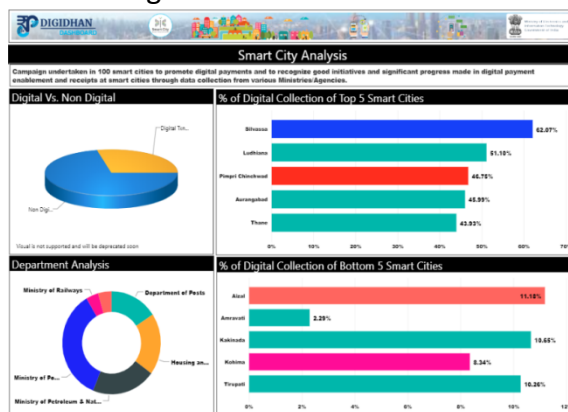 DIGIDHAN
DASHBOARD
Smart City Analysis
Campaign undertaken in 100 smart cities to promote digital payments and to recognize good initiatives and significant progress made in digital payment
enablement and receipts at smart cities through data collection from various Ministries/Agencies.
Digital Vs. Non Digital
Digital Txn...
Non Digi...
Visual is not supported and will be deprecated soon
% of Digital Collection of Top 5 Smart Cities
Silvassa
62.07%
Ludhiana
51.10%
Pimpri Chinchwad
46.78%
Aurangabad
45.99%
Thane
43.93%
0% 10% 20% 30% 40% 50% 60% 70%
Department Analysis
Ministry of Railways
Department of Posts
Housing an...
Ministry of Pe...
Ministry of Petroleum & Nat...
% of Digital Collection of Bottom 5 Smart Cities
11.18%
Amravati
2.29%
Kakinada
10.65%
Kohima
8.34%
Tirupati
10.26%
0% 2% 4% 6% 8% 10% 12%